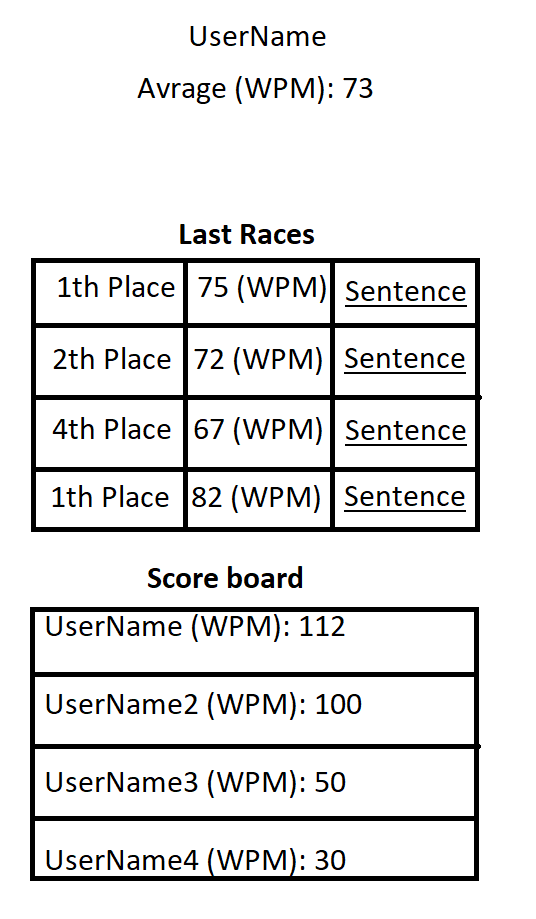 UserName
Avrage (WPM): 73
Last Races
1th Place 75 (WPM) Sentence
2th Place 72 (WPM) Sentence
4th Place 67 (WPM) Sentence
1th Place 82 (WPM) Sentence
Score board
UserName (WPM): 112
UserName2 (WPM): 100
UserName3 (WPM): 50
UserName4 (WPM): 30